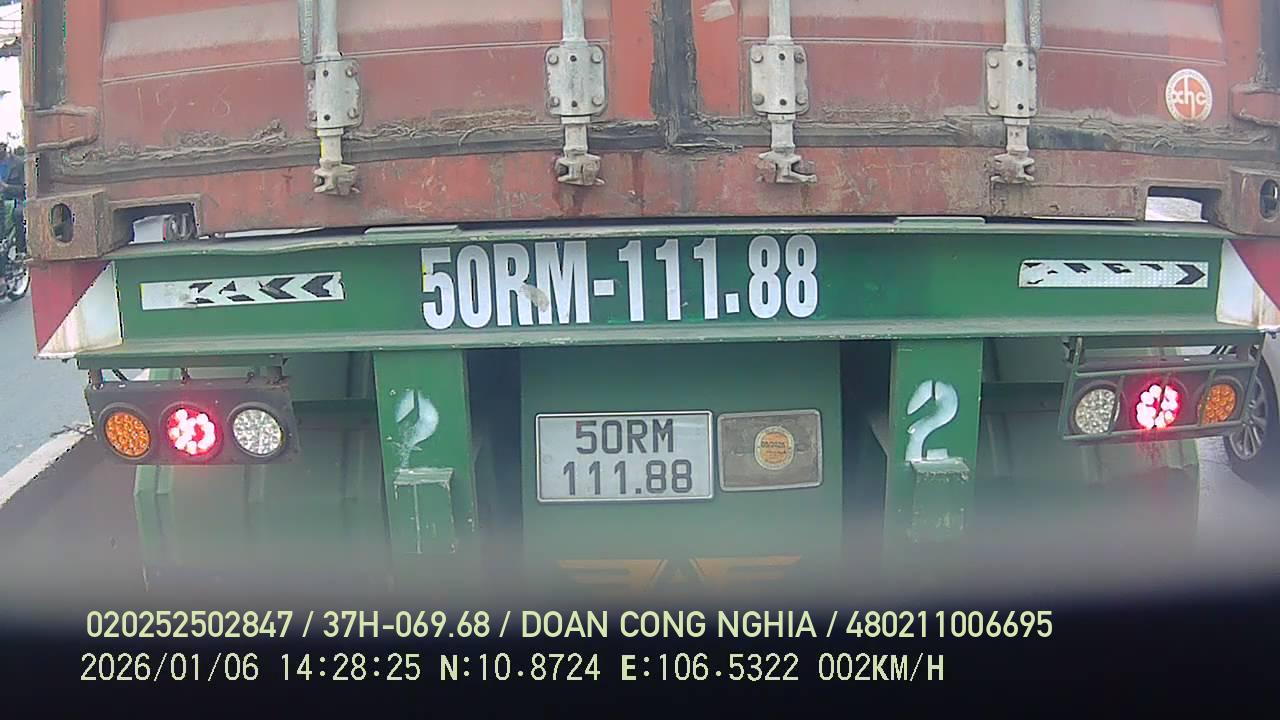 xhc
50RM-111.88
2
2
50RM
111.88
020252502847 / 37H-069.68 / DOAN CONG NGHIA / 480211006695
2026/01/06 14:28:25 N:10.8724 E:106.5322 002KM/H